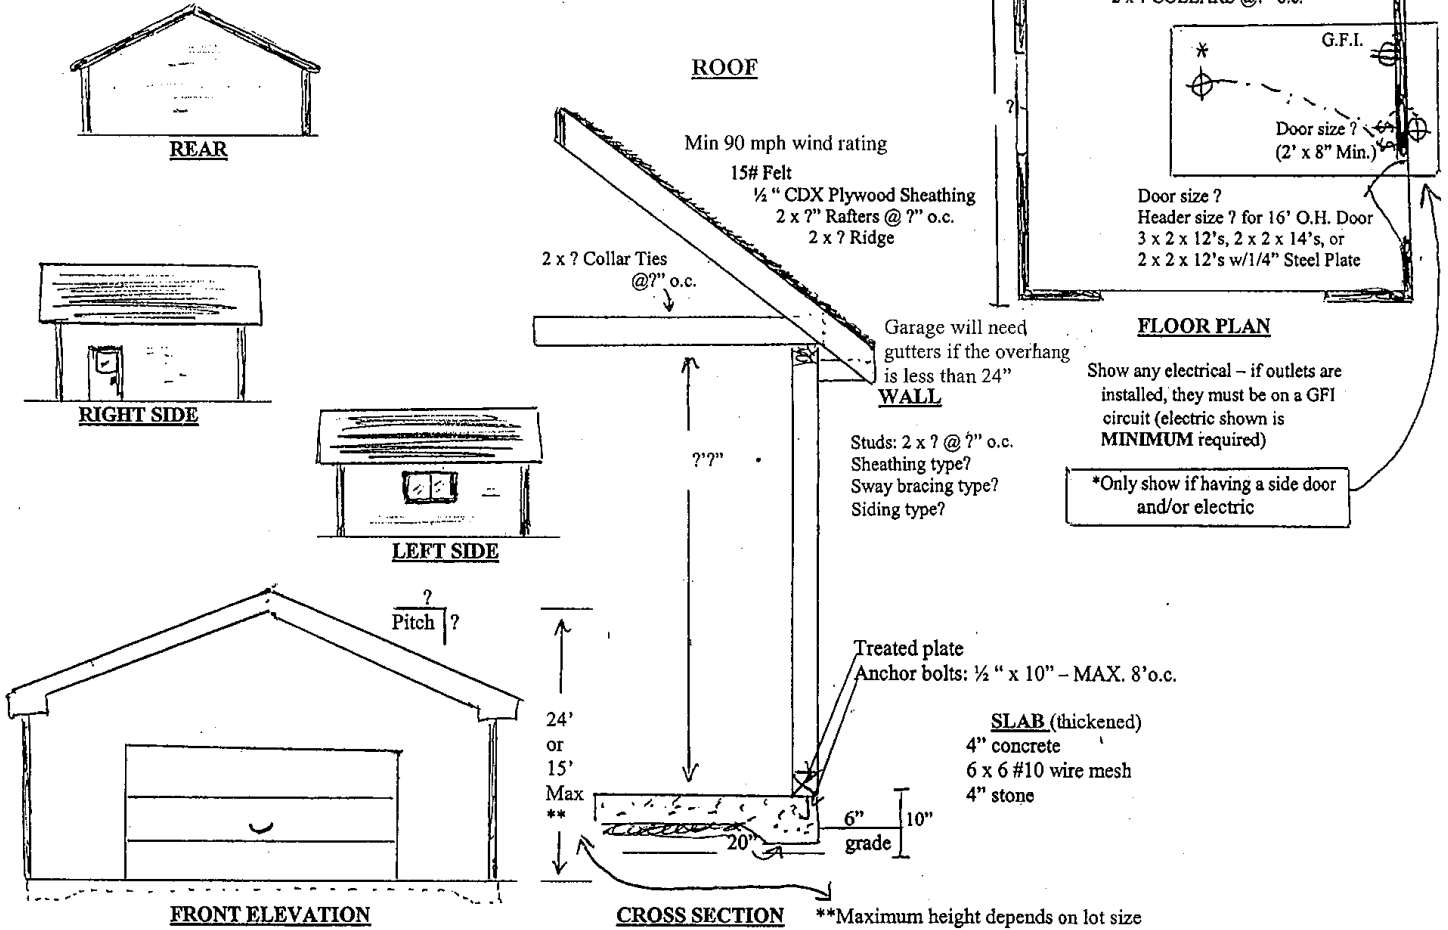 2 x ? COLLARS @?" o.c.
*
G.F.I.
?
Door size ?
(2' x 8" Min.)
$
$
Door size ?
Header size ? for 16' O.H. Door
3 x 2 x 12's, 2 x 2 x 14's, or
2 x 2 x 12's w/1/4" Steel Plate
FLOOR PLAN
Show any electrical – if outlets are
installed, they must be on a GFI
circuit (electric shown is
MINIMUM required)
*Only show if having a side door
and/or electric
REAR
RIGHT SIDE
LEFT SIDE
ROOF
Min 90 mph wind rating
15# Felt
½ " CDX Plywood Sheathing
2 x ?" Rafters @ ?" o.c.
2 x ? Ridge
2 x ? Collar Ties
@?" o.c.
Garage will need
gutters if the overhang
is less than 24"
WALL
Studs: 2 x ? @ ?" o.c.
Sheathing type?
Sway bracing type?
Siding type?
?'?"
?
Pitch ?
24'
or
15'
Max
**
Treated plate
Anchor bolts: ½ " x 10" – MAX. 8'o.c.
SLAB (thickened)
4" concrete
6 x 6 #10 wire mesh
4" stone
6"
10"
grade
20"
FRONT ELEVATION
CROSS SECTION
**Maximum height depends on lot size